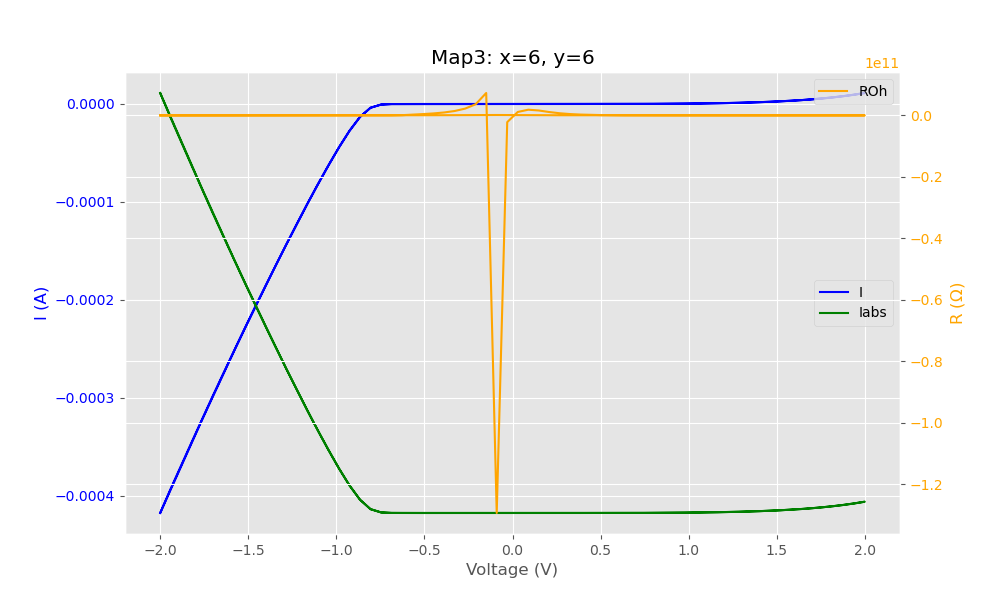 Map3: x=6, y=6
1e11
ROh
I
Iabs
I (A)
0.0000
−0.0001
−0.0002
−0.0003
−0.0004
0.0
−0.2
−0.4
−0.6
−0.8
−1.0
−1.2
R (Ω)
−2.0 −1.5 −1.0 −0.5 0.0 0.5 1.0 1.5 2.0
Voltage (V)